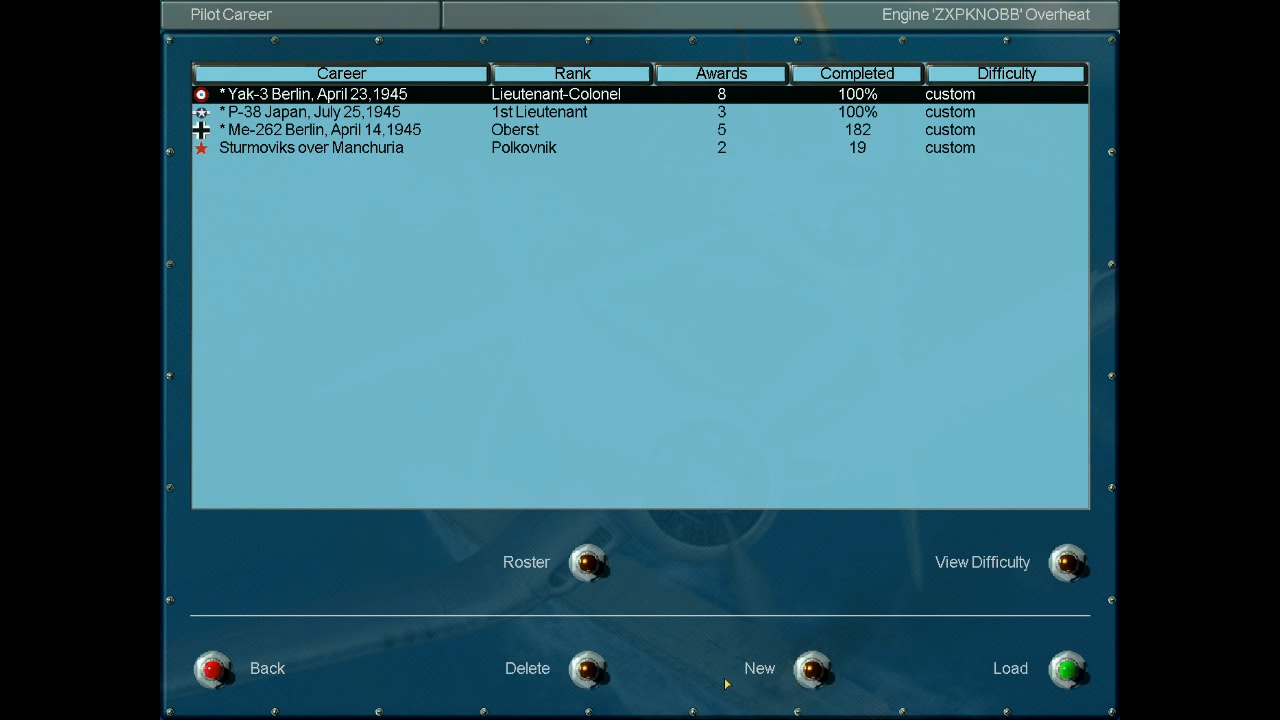 Pilot Career Engine 'ZXPKNOBB' Overheat
Career Rank Awards Completed Difficulty
* Yak-3 Berlin, April 23, 1945 Lieutenant-Colonel 8 100% custom
* P-38 Japan, July 25, 1945 1st Lieutenant 3 100% custom
* Me-262 Berlin, April 14, 1945 Oberst 5 182 custom
Sturmoviks over Manchuria Polkovnik 2 19 custom
Roster View Difficulty
Back Delete New Load